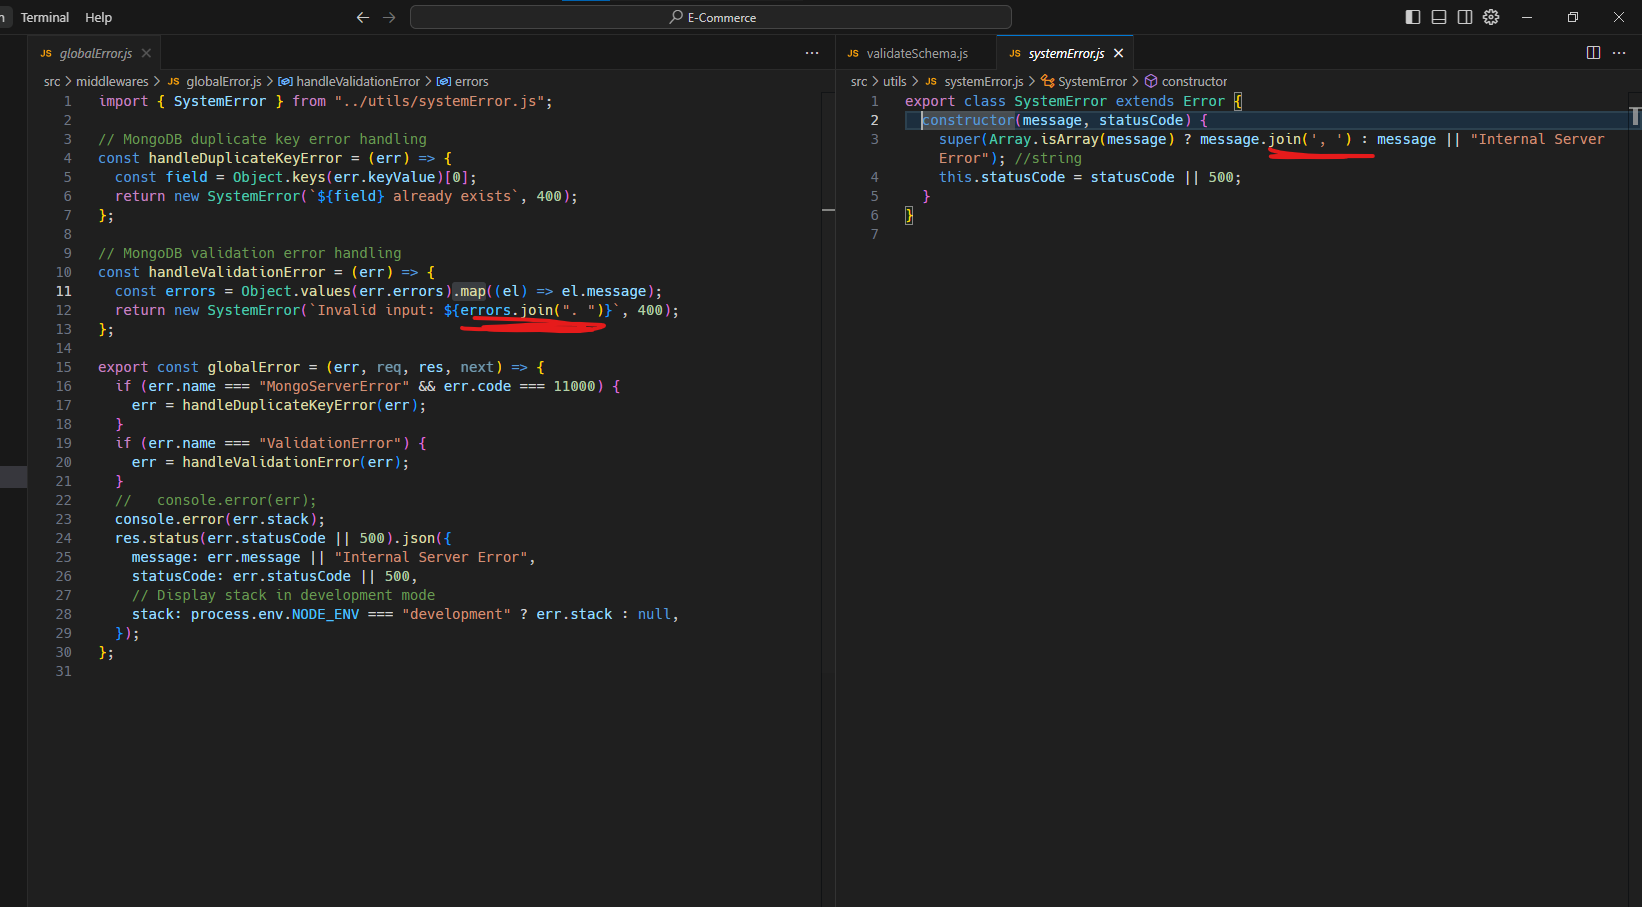 n Terminal Help
E-Commerce
JS globalError.js
src > middlewares > JS globalError.js > handleValidationError > errors
1 import { SystemError } from "../utils/systemError.js";
2
3 // MongoDB duplicate key error handling
4 const handleDuplicateKeyError = (err) => {
5 const field = Object.keys(err.keyValue)[0];
6 return new SystemError(`${field} already exists`, 400);
7 };
8
9 // MongoDB validation error handling
10 const handleValidationError = (err) => {
11 const errors = Object.values(err.errors).map((el) => el.message);
12 return new SystemError(`Invalid input: ${errors.join(". ")}`, 400);
13 };
14
15 export const globalError = (err, req, res, next) => {
16 if (err.name === "MongoServerError" && err.code === 11000) {
17 err = handleDuplicateKeyError(err);
18 }
19 if (err.name === "ValidationError") {
20 err = handleValidationError(err);
21 }
22 //   console.error(err);
23 console.error(err.stack);
24 res.status(err.statusCode || 500).json({
25 message: err.message || "Internal Server Error",
26 statusCode: err.statusCode || 500,
27 // Display stack in development mode
28 stack: process.env.NODE_ENV === "development" ? err.stack : null,
29 });
30 };
31
JS validateSchema.js JS systemError.js
src > utils > JS systemError.js > SystemError > constructor
1 export class SystemError extends Error {
2 constructor(message, statusCode) {
3 super(Array.isArray(message) ? message.join(', ') : message || "Internal Server
Error"); //string
4 this.statusCode = statusCode || 500;
5 }
6 }
7